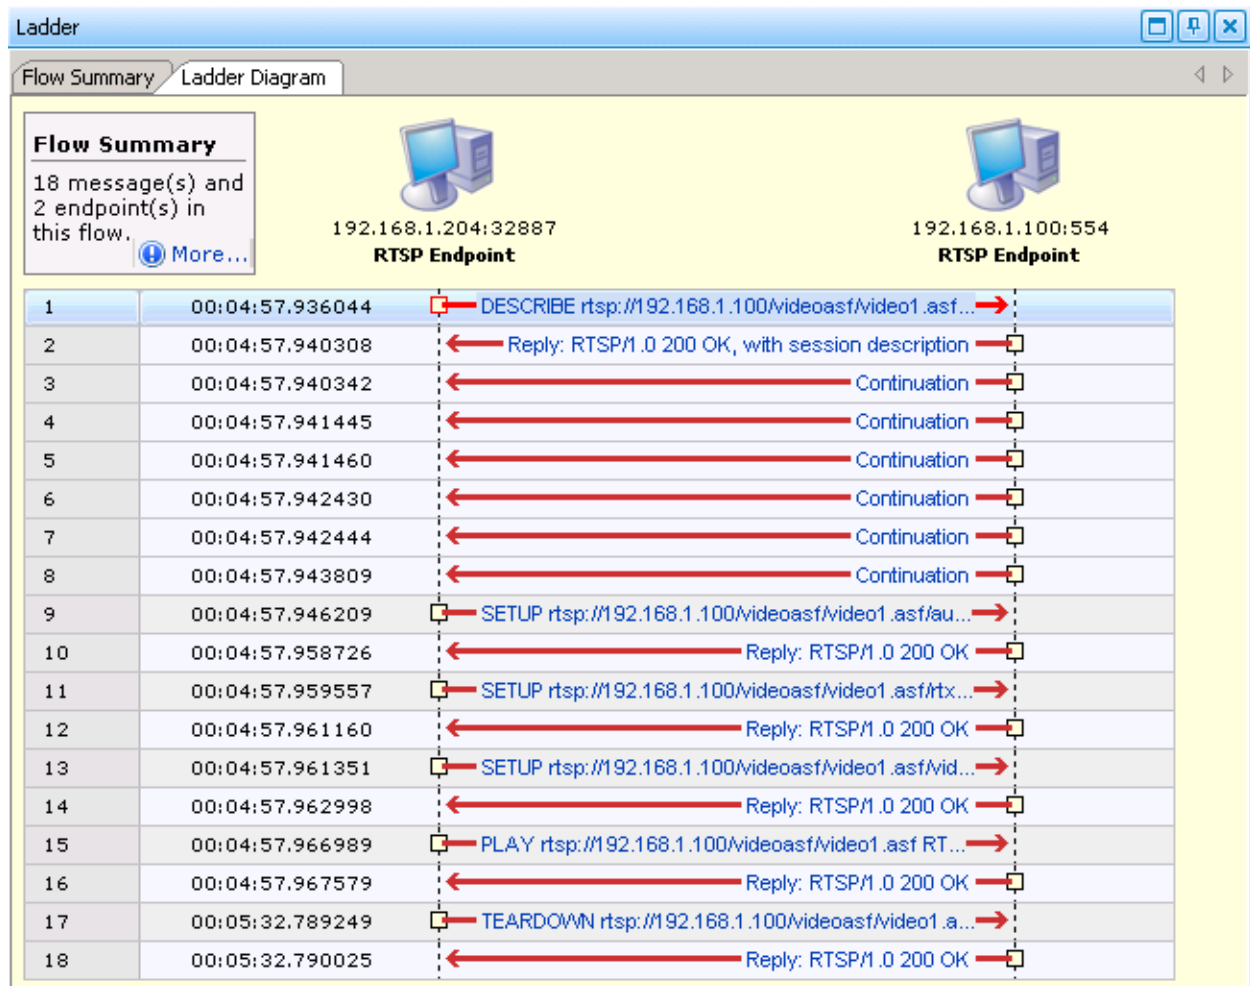 Ladder
Flow Summary Ladder Diagram
Flow Summary
18 message(s) and
2 endpoint(s) in
this flow.
More...
192.168.1.204:32887
RTSP Endpoint
192.168.1.100:554
RTSP Endpoint
1 00:04:57.936044 DESCRIBE rtsp://192.168.1.100/videoasf/video1.asf...
2 00:04:57.940308 Reply: RTSP/1.0 200 OK, with session description
3 00:04:57.940342 Continuation
4 00:04:57.941445 Continuation
5 00:04:57.941460 Continuation
6 00:04:57.942430 Continuation
7 00:04:57.942444 Continuation
8 00:04:57.943809 Continuation
9 00:04:57.946209 SETUP rtsp://192.168.1.100/videoasf/video1.asf/au...
10 00:04:57.958726 Reply: RTSP/1.0 200 OK
11 00:04:57.959557 SETUP rtsp://192.168.1.100/videoasf/video1.asf/rtx...
12 00:04:57.961160 Reply: RTSP/1.0 200 OK
13 00:04:57.961351 SETUP rtsp://192.168.1.100/videoasf/video1.asf/vid...
14 00:04:57.962998 Reply: RTSP/1.0 200 OK
15 00:04:57.966989 PLAY rtsp://192.168.1.100/videoasf/video1.asf RT...
16 00:04:57.967579 Reply: RTSP/1.0 200 OK
17 00:05:32.789249 TEARDOWN rtsp://192.168.1.100/videoasf/video1.a...
18 00:05:32.790025 Reply: RTSP/1.0 200 OK